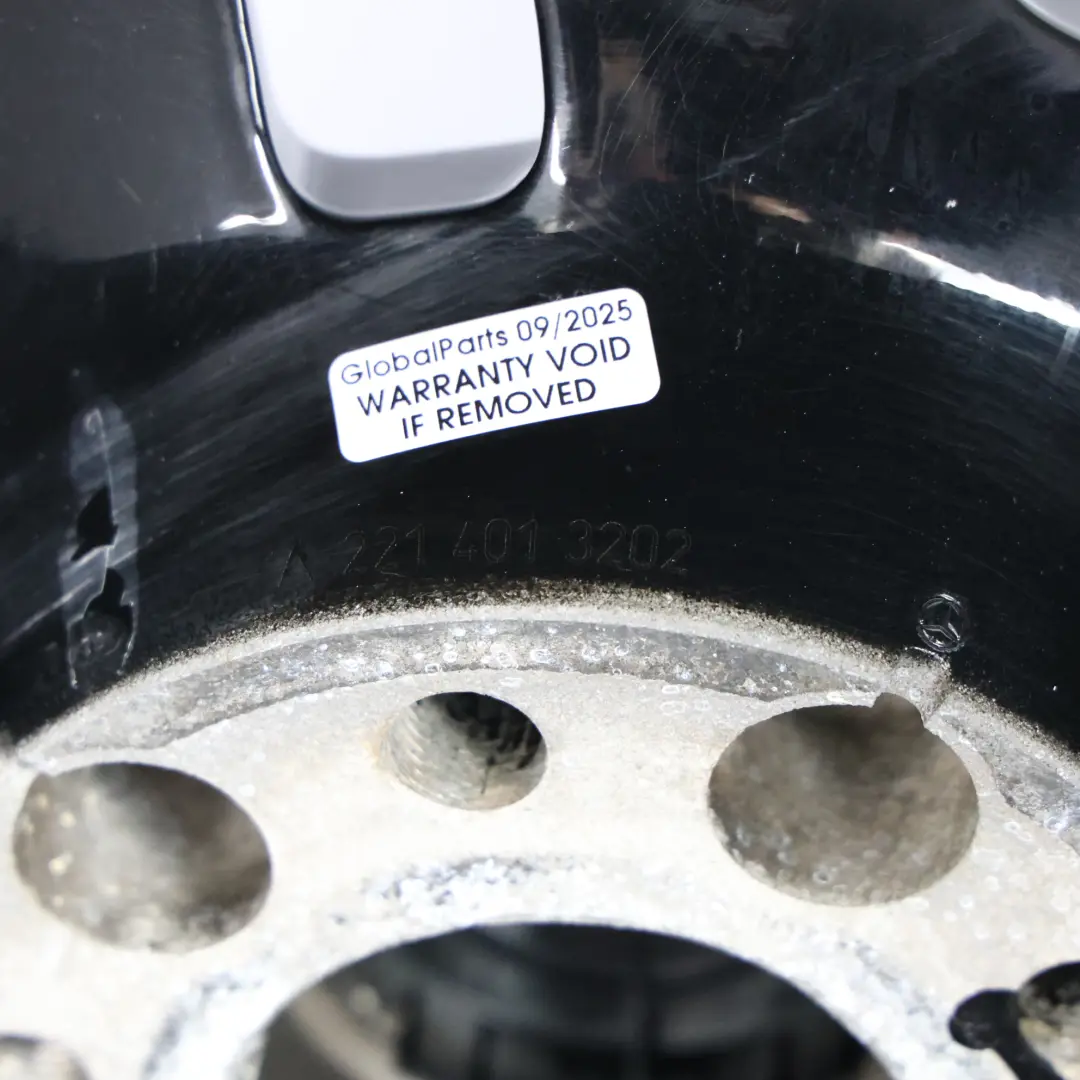 GlobalParts 09/2025
WARRANTY VOID
IF REMOVED
A 221 401 3202